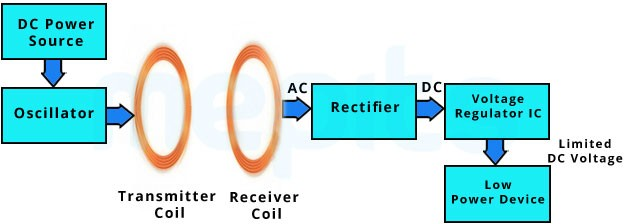 DC Power
Source
Oscillator
Transmitter
Coil
Receiver
Coil
AC
Rectifier
DC
Voltage
Regulator IC
Limited
DC Voltage
Low
Power Device